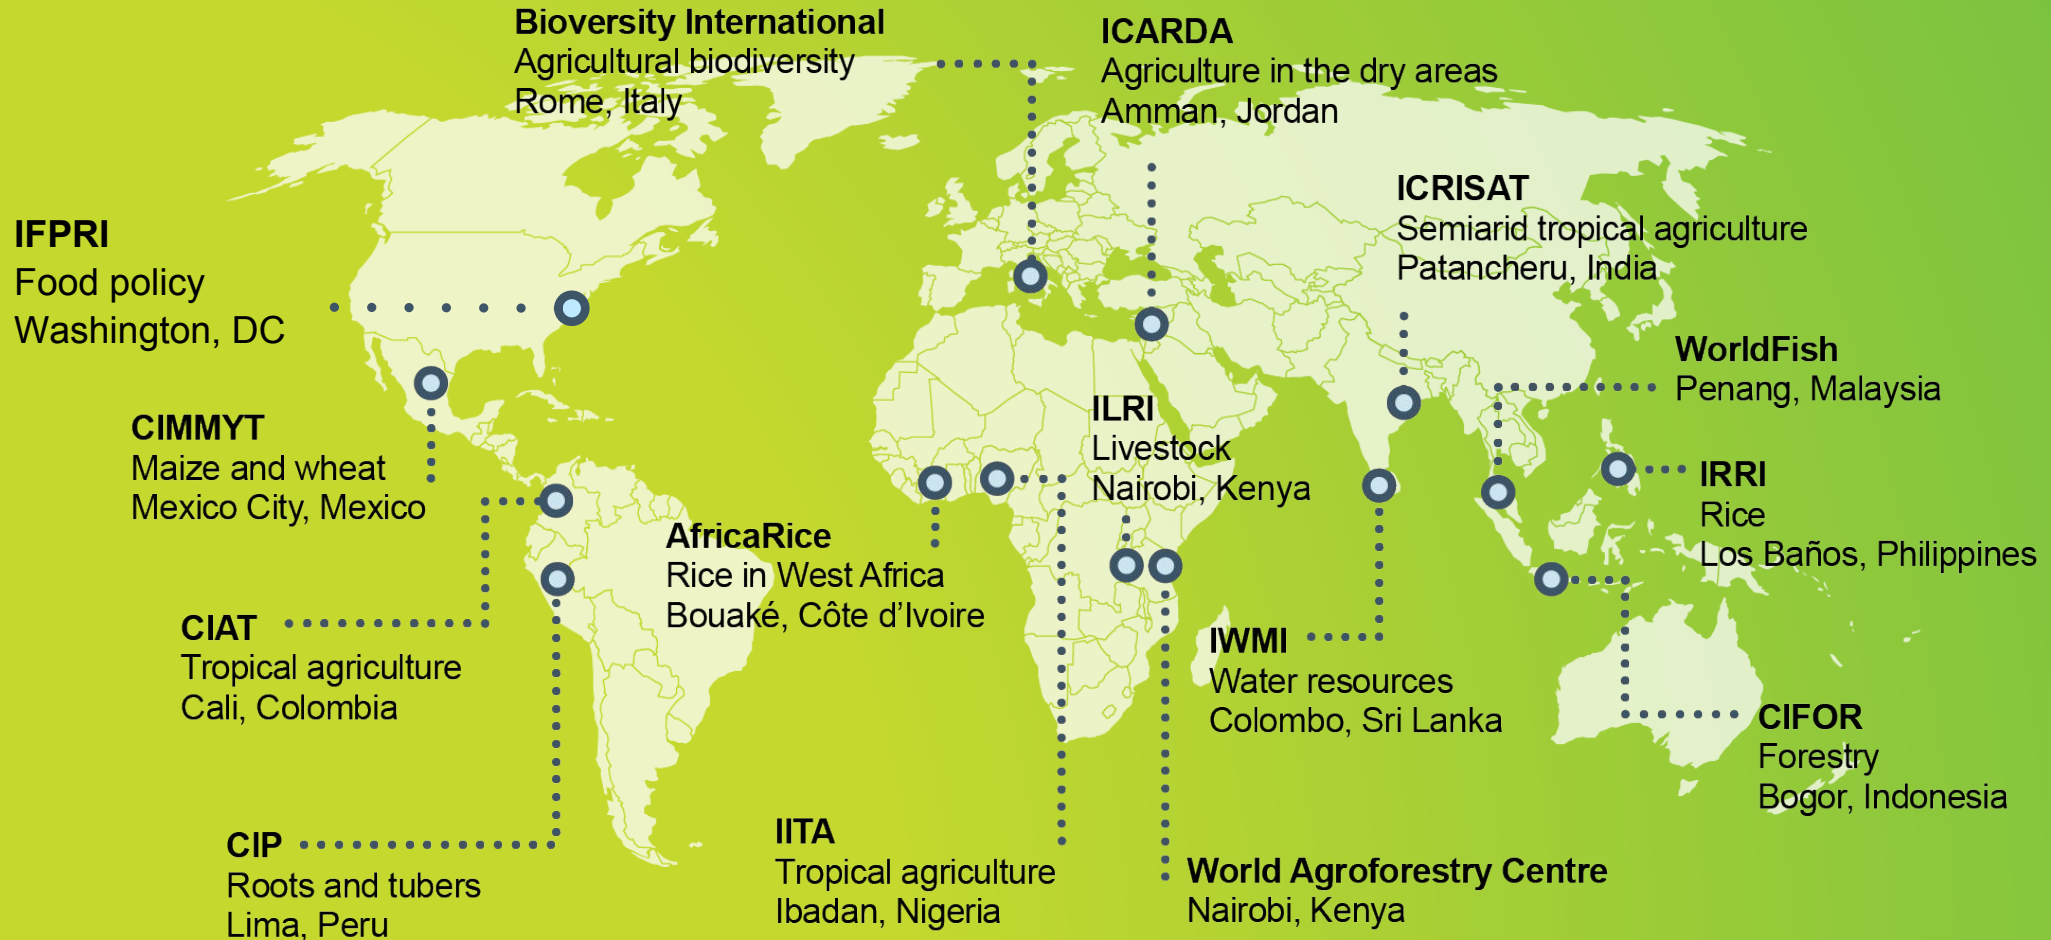 Bioversity International
Agricultural biodiversity
Rome, Italy
ICARDA
Agriculture in the dry areas
Amman, Jordan
ICRISAT
Semiarid tropical agriculture
Patancheru, India
IFPRI
Food policy
Washington, DC
WorldFish
Penang, Malaysia
CIMMYT
Maize and wheat
Mexico City, Mexico
ILRI
Livestock
Nairobi, Kenya
IRRI
Rice
Los Baños, Philippines
AfricaRice
Rice in West Africa
Bouaké, Côte d’Ivoire
CIAT
Tropical agriculture
Cali, Colombia
IWMI
Water resources
Colombo, Sri Lanka
CIFOR
Forestry
Bogor, Indonesia
CIP
Roots and tubers
Lima, Peru
IITA
Tropical agriculture
Ibadan, Nigeria
World Agroforestry Centre
Nairobi, Kenya